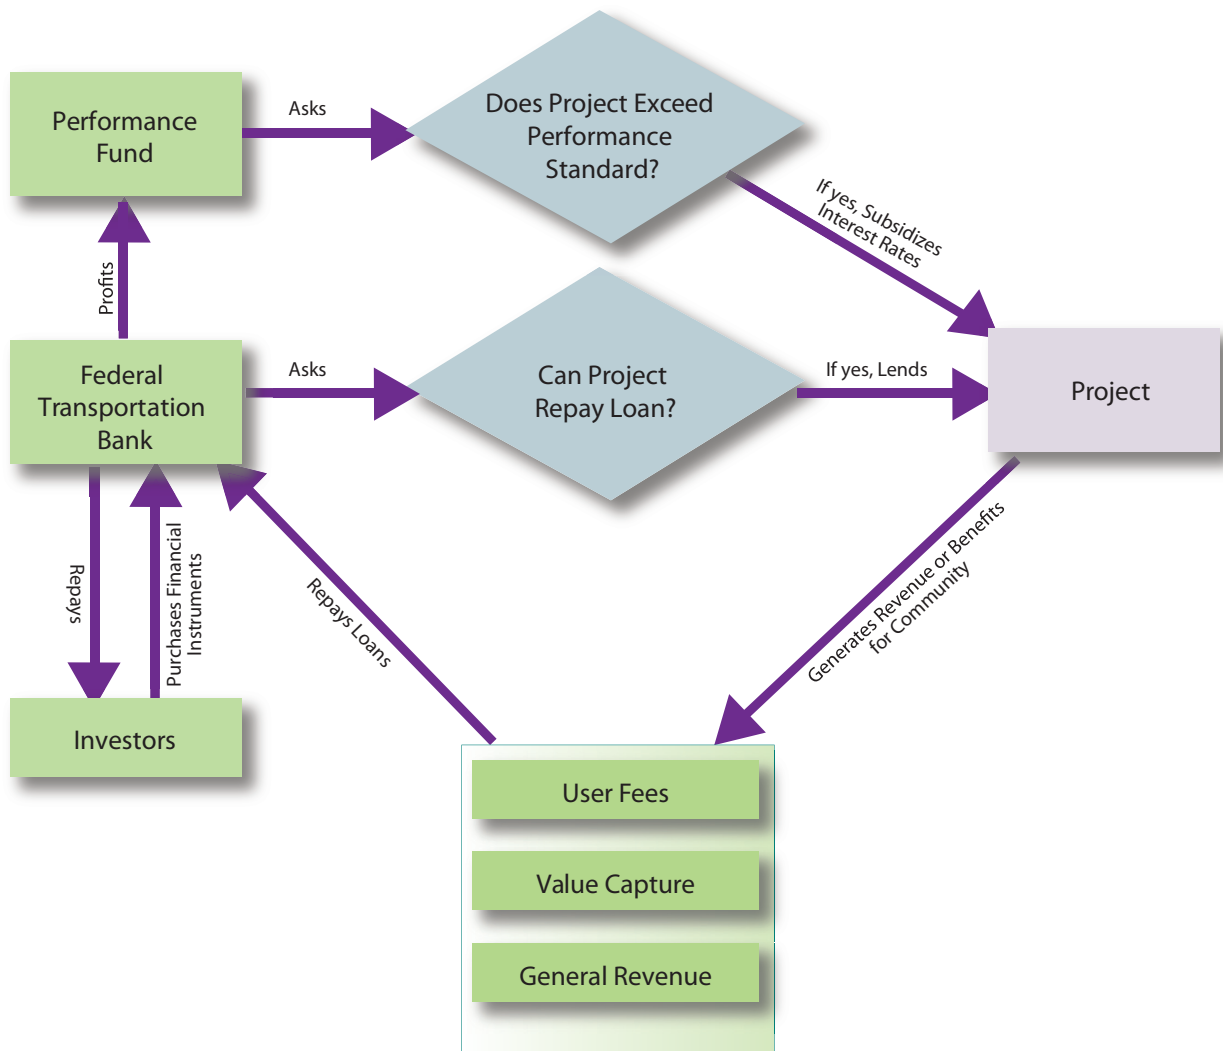 Performance
Fund
Asks
Does Project Exceed
Performance
Standard?
If yes, Subsidizes
Interest Rates
Profits
Federal
Transportation
Bank
Asks
Can Project
Repay Loan?
If yes, Lends
Project
Repays
Purchases Financial
Instruments
Repays Loans
Generates Revenue or Benefits
for Community
Investors
User Fees
Value Capture
General Revenue